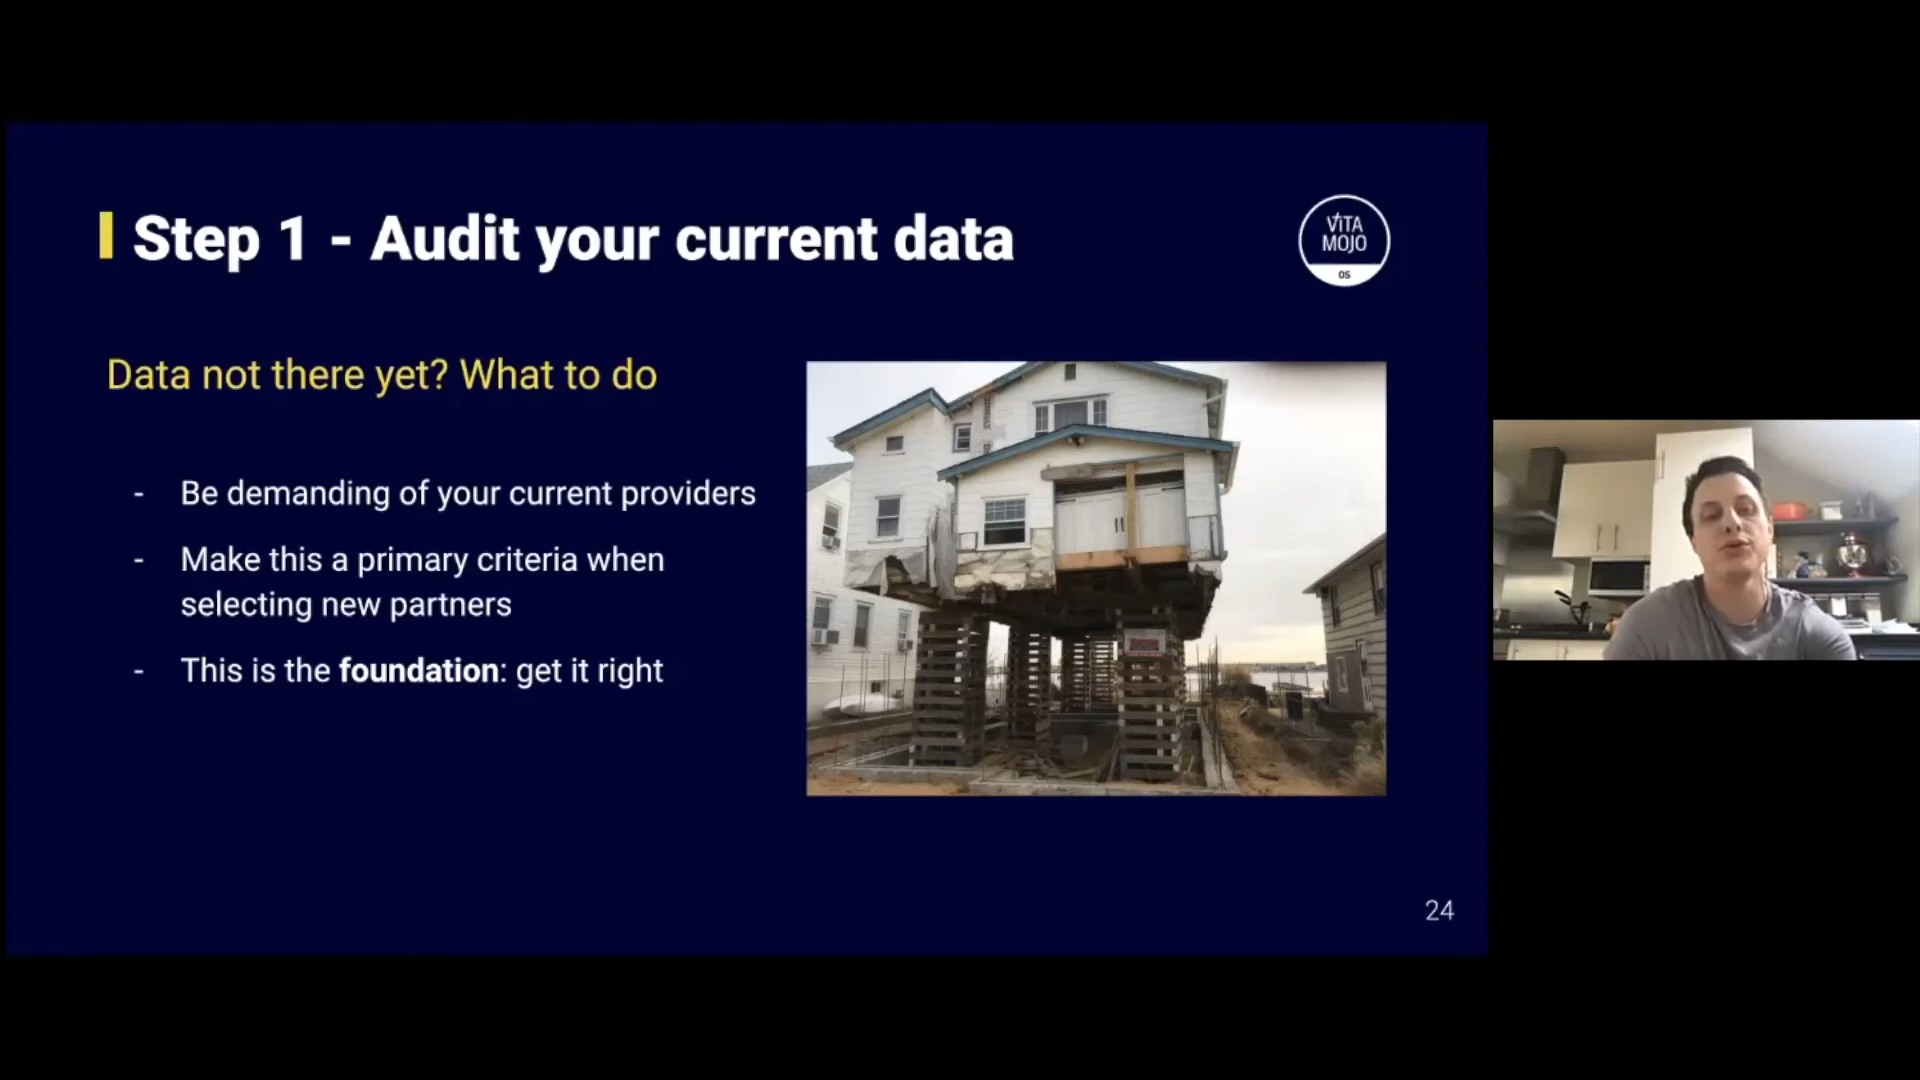 Step 1 - Audit your current data
VITA
MOJO
OS
Data not there yet? What to do
- Be demanding of your current providers
- Make this a primary criteria when
selecting new partners
- This is the foundation: get it right
24